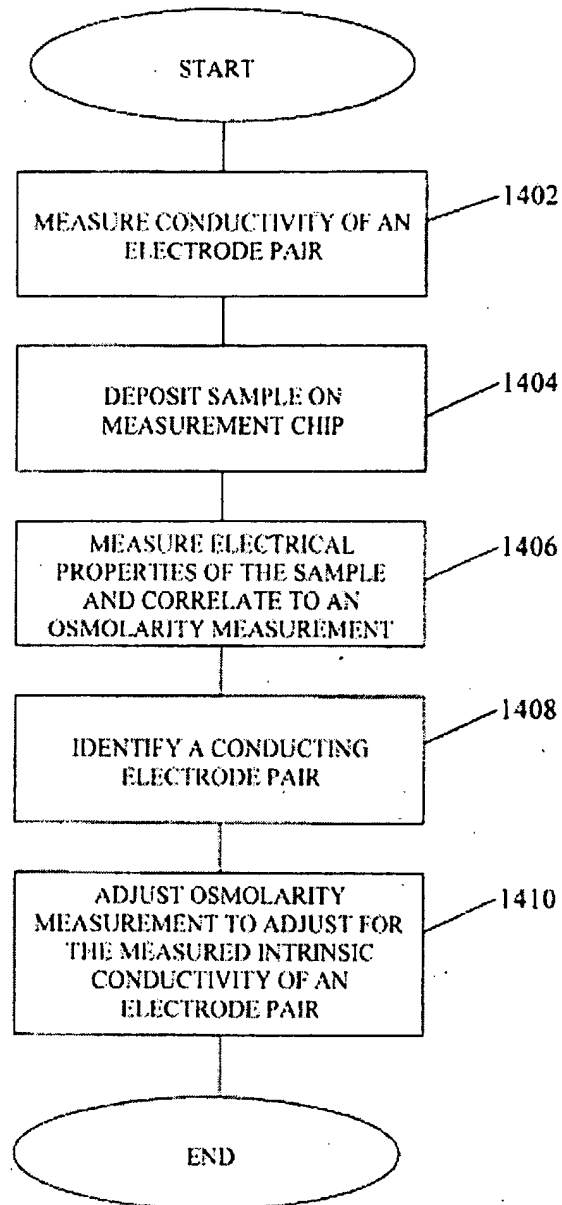 START
MEASURE CONDUCTIVITY OF AN
ELECTRODE PAIR
1402
DEPOSIT SAMPLE ON
MEASUREMENT CHIP
1404
MEASURE ELECTRICAL
PROPERTIES OF THE SAMPLE
AND CORRELATE TO AN
OSMOLARITY MEASUREMENT
1406
IDENTIFY A CONDUCTING
ELECTRODE PAIR
1408
ADJUST OSMOLARITY
MEASUREMENT TO ADJUST FOR
THE MEASURED INTRINSIC
CONDUCTIVITY OF AN
ELECTRODE PAIR
1410
END